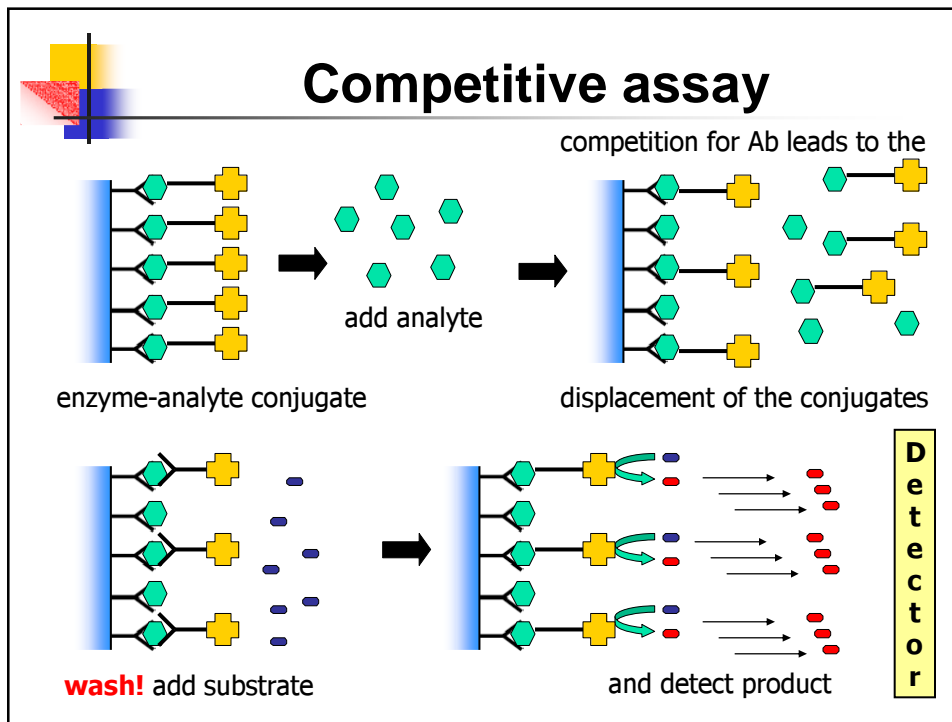 Competitive assay
competition for Ab leads to the
add analyte
enzyme-analyte conjugate
displacement of the conjugates
wash! add substrate
and detect product
D
e
t
e
c
t
o
r